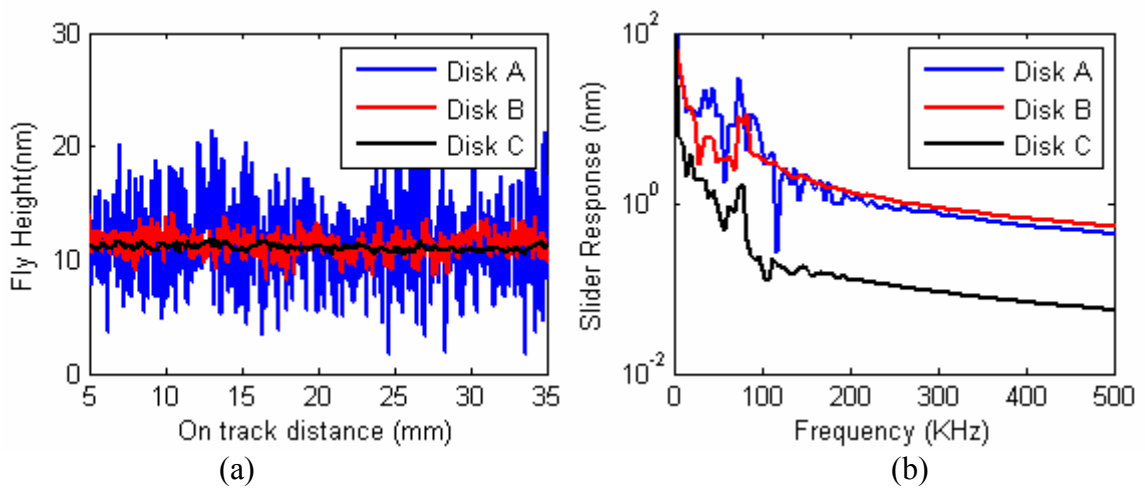 30
20
10
0
Fly Height(nm)
Disk A
Disk B
Disk C
5 10 15 20 25 30 35
On track distance (mm)
(a)
10^2
10^0
10^-2
Slider Response (nm)
Disk A
Disk B
Disk C
0 100 200 300 400 500
Frequency (KHz)
(b)